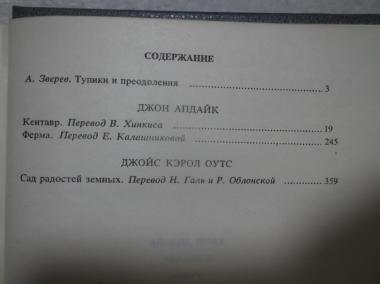 СОДЕРЖАНИЕ
А. Зверев. Тупики и преодоления ..... 3
ДЖОН АПДАЙК
Кентавр. Перевод В. Хинкиса ..... 19
Ферма. Перевод Е. Калашниковой ..... 245
ДЖОЙС КЭРОЛ ОУТС
Сад радостей земных. Перевод Н. Галь и Р. Облонской ..... 359